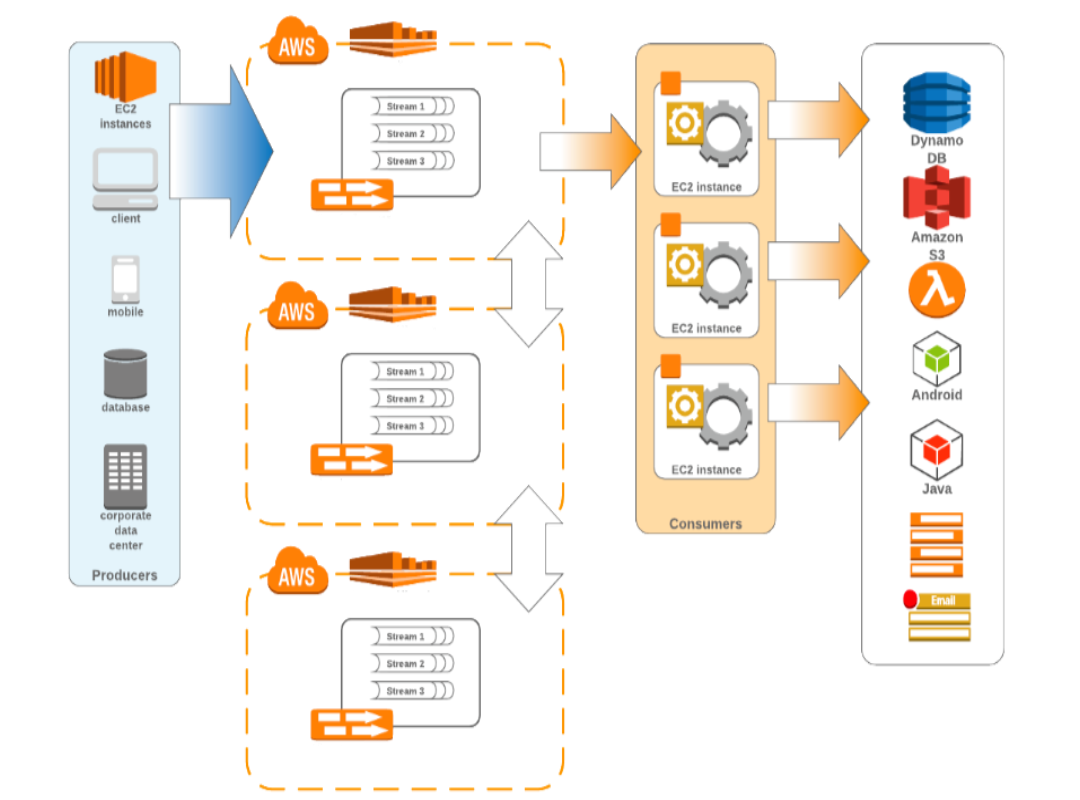 EC2
instances
client
mobile
database
corporate
data
center
Producers
AWS
Stream 1
Stream 2
Stream 3
AWS
Stream 1
Stream 2
Stream 3
AWS
Stream 1
Stream 2
Stream 3
EC2 instance
EC2 instance
EC2 instance
Consumers
Dynamo
DB
Amazon
S3
λ
Android
Java
Email